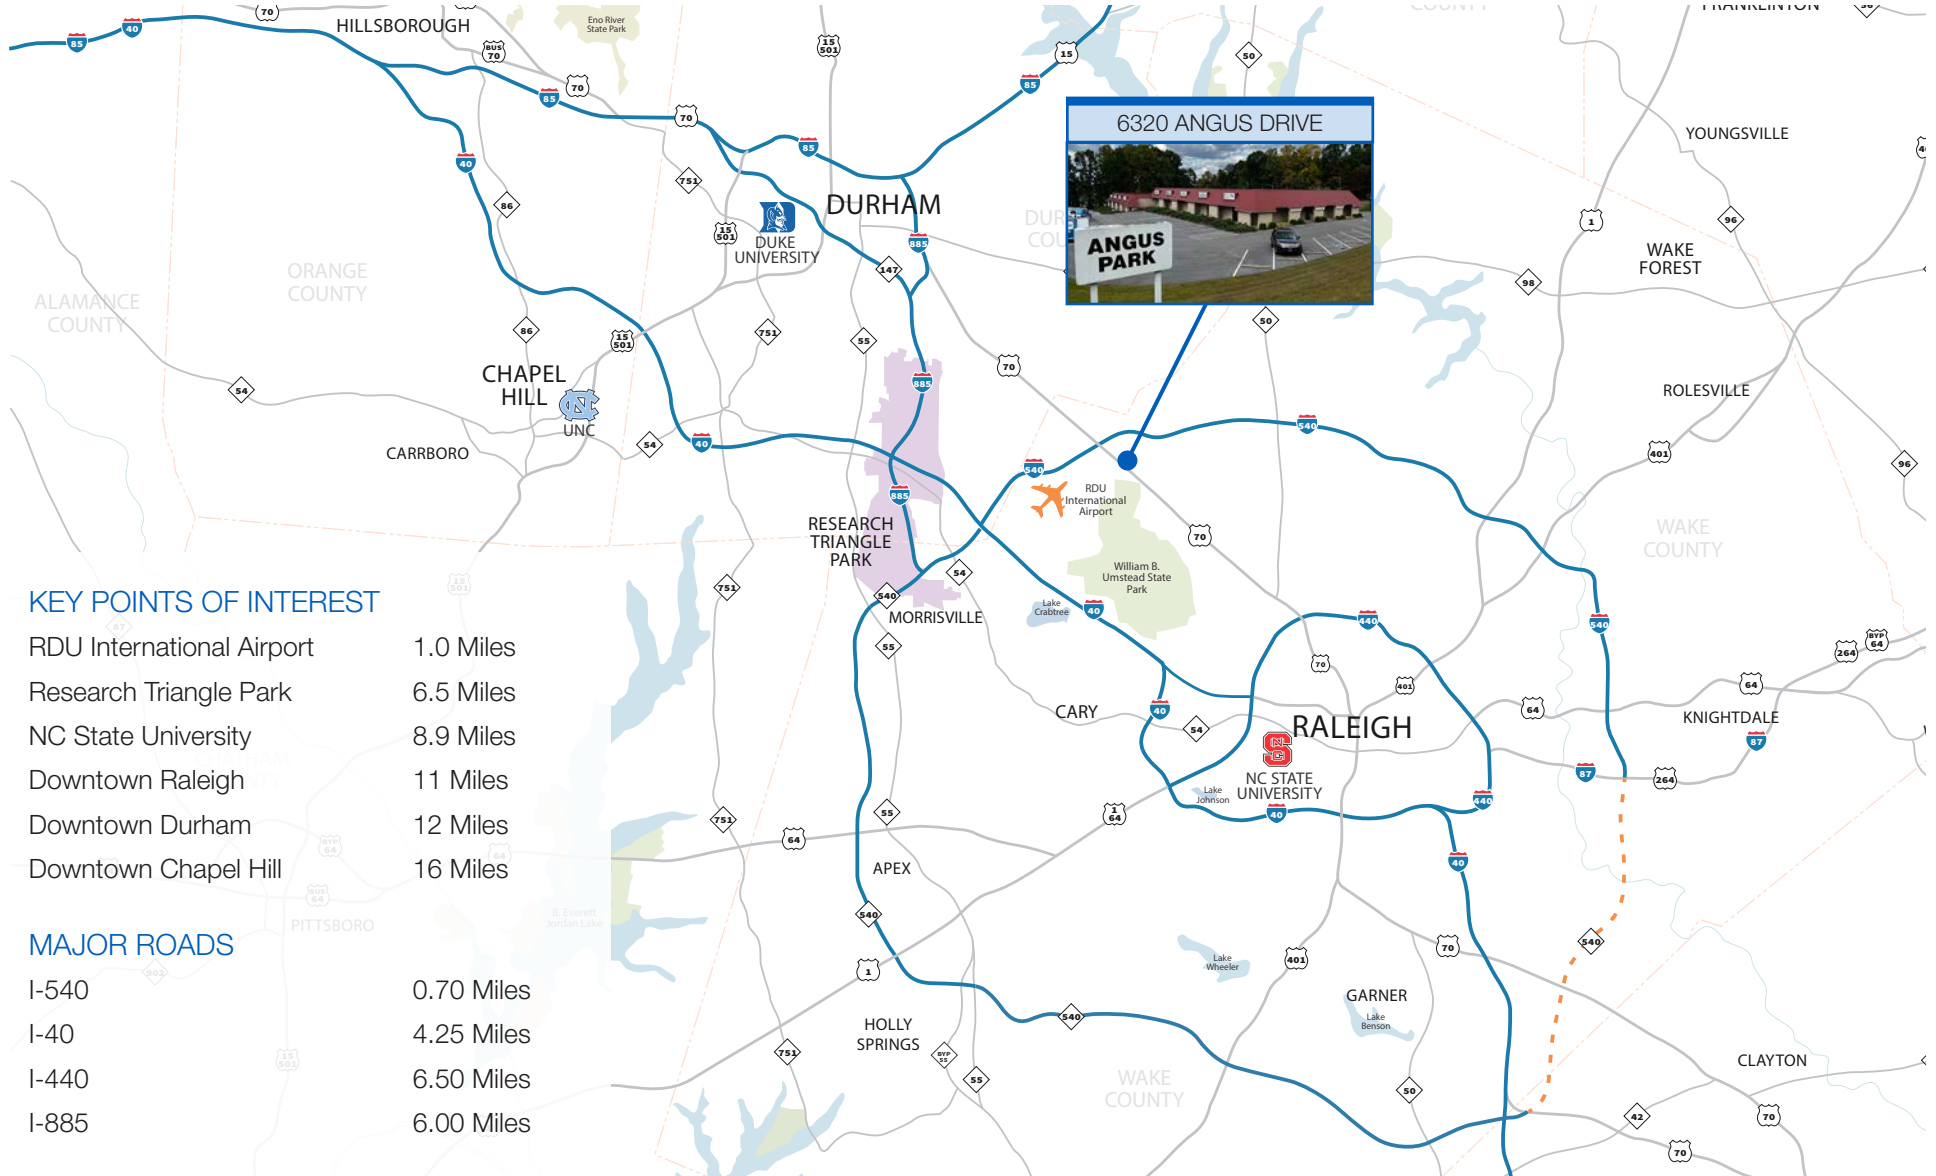 HILLSBOROUGH
Eno River
State Park
COUNTY
FRANKLINTON
YOUNGSVILLE
6320 ANGUS DRIVE
ANGUS
PARK
DURHAM
DUKE
UNIVERSITY
WAKE
FOREST
ORANGE
COUNTY
ALAMANCE
COUNTY
CHAPEL
HILL
UNC
CARRBORO
ROLESVILLE
RDU
International
Airport
RESEARCH
TRIANGLE
PARK
WAKE
COUNTY
William B.
Umstead State
Park
Lake
Crabtree
MORRISVILLE
CARY
RALEIGH
NC STATE
UNIVERSITY
Lake
Johnson
KNIGHTDALE
APEX
PITTSBORO
B. Everett
Jordan Lake
Lake
Wheeler
GARNER
Lake
Benson
HOLLY
SPRINGS
CLAYTON
WAKE
COUNTY
KEY POINTS OF INTEREST
RDU International Airport 1.0 Miles
Research Triangle Park 6.5 Miles
NC State University 8.9 Miles
Downtown Raleigh 11 Miles
Downtown Durham 12 Miles
Downtown Chapel Hill 16 Miles
MAJOR ROADS
I-540 0.70 Miles
I-40 4.25 Miles
I-440 6.50 Miles
I-885 6.00 Miles